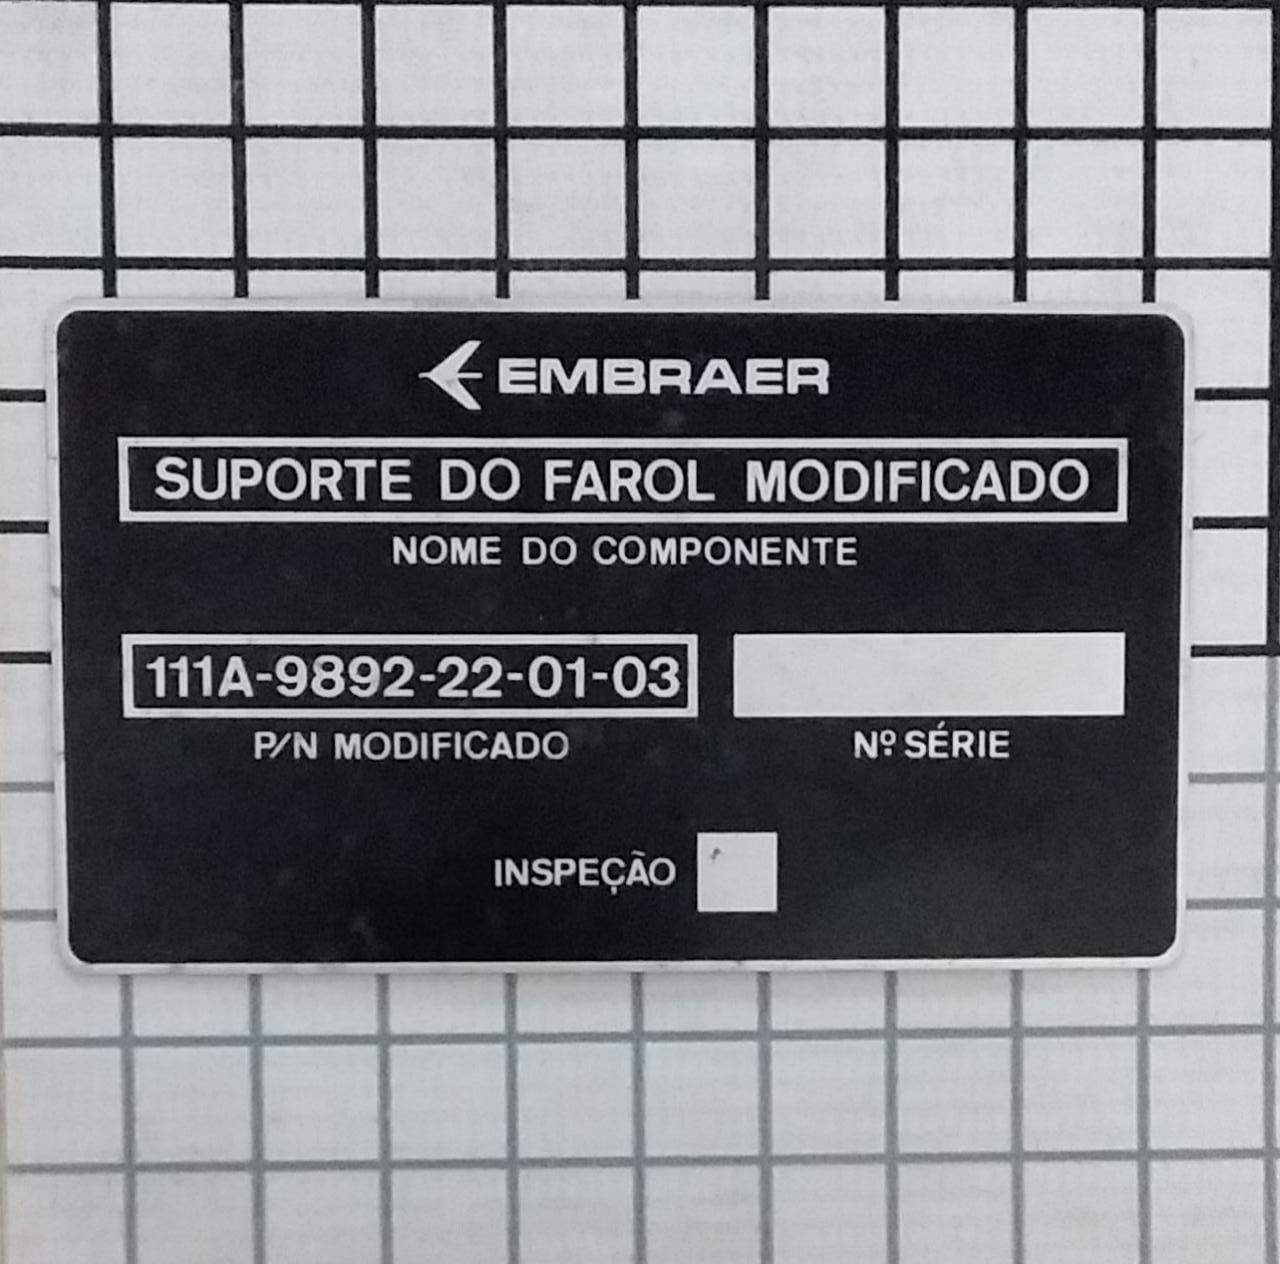 EMBRAER
SUPORTE DO FAROL MODIFICADO
NOME DO COMPONENTE
111A-9892-22-01-03
P/N MODIFICADO
Nº SÉRIE
INSPEÇÃO